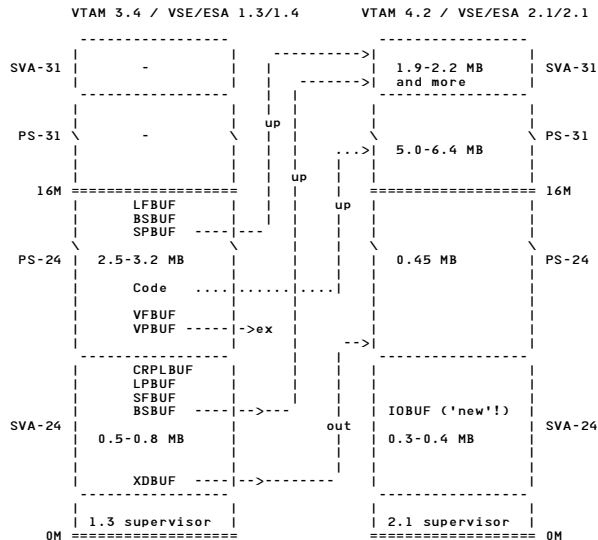 VTAM 3.4 / VSE/ESA 1.3/1.4 VTAM 4.2 / VSE/ESA 2.1/2.1
SVA-31 - 1.9-2.2 MB SVA-31
and more
up
PS-31 - PS-31
...> 5.0-6.4 MB
up
16M ================== ================== 16M
LFBUF
BSBUF up
SPBUF
PS-24 2.5-3.2 MB 0.45 MB PS-24
Code
VFBUF
VPBUF ----- -&gt;ex
CRPLBUF
LPBUF
SFBUF
BSBUF IOBUF ('new'!)
SVA-24 out SVA-24
0.5-0.8 MB 0.3-0.4 MB
XDBUF
1.3 supervisor 2.1 supervisor
0M ================== ================== 0M